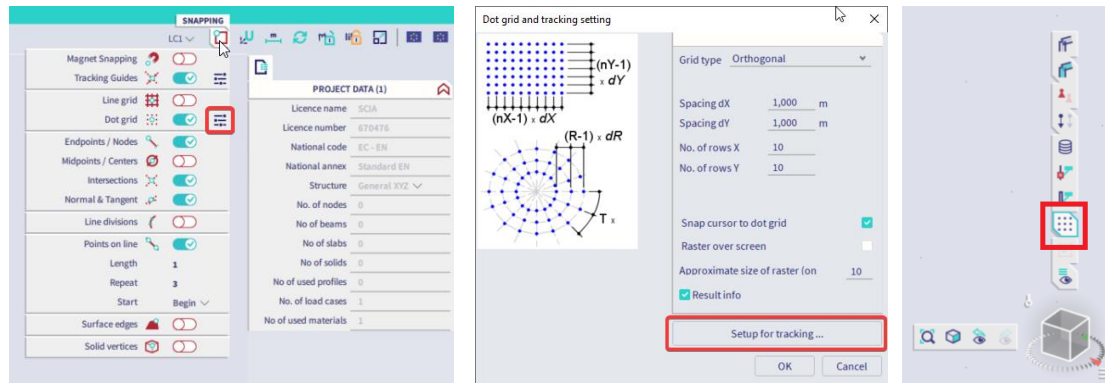 SNAPPING
LC1
Magnet Snapping
Tracking Guides
Line grid
Dot grid
Endpoints / Nodes
Midpoints / Centers
Intersections
Normal & Tangent
Line divisions
Points on line
Length 1
Repeat 3
Start Begin
Surface edges
Solid vertices
PROJECT DATA (1)
Licence name SCIA
Licence number 670476
National code EC - EN
National annex Standard EN
Structure General XYZ
No. of nodes 0
No of beams 0
No of slabs 0
No of solids 0
No of used profiles 0
No. of load cases 1
No of used materials 1
Dot grid and tracking setting
(nY-1)
x dY
(nX-1) x dX
(R-1) x dR
T x
Grid type Orthogonal
Spacing dX 1,000 m
Spacing dY 1,000 m
No. of rows X 10
No. of rows Y 10
Snap cursor to dot grid
Raster over screen
Approximate size of raster (on 10
Result info
Setup for tracking ...
OK Cancel